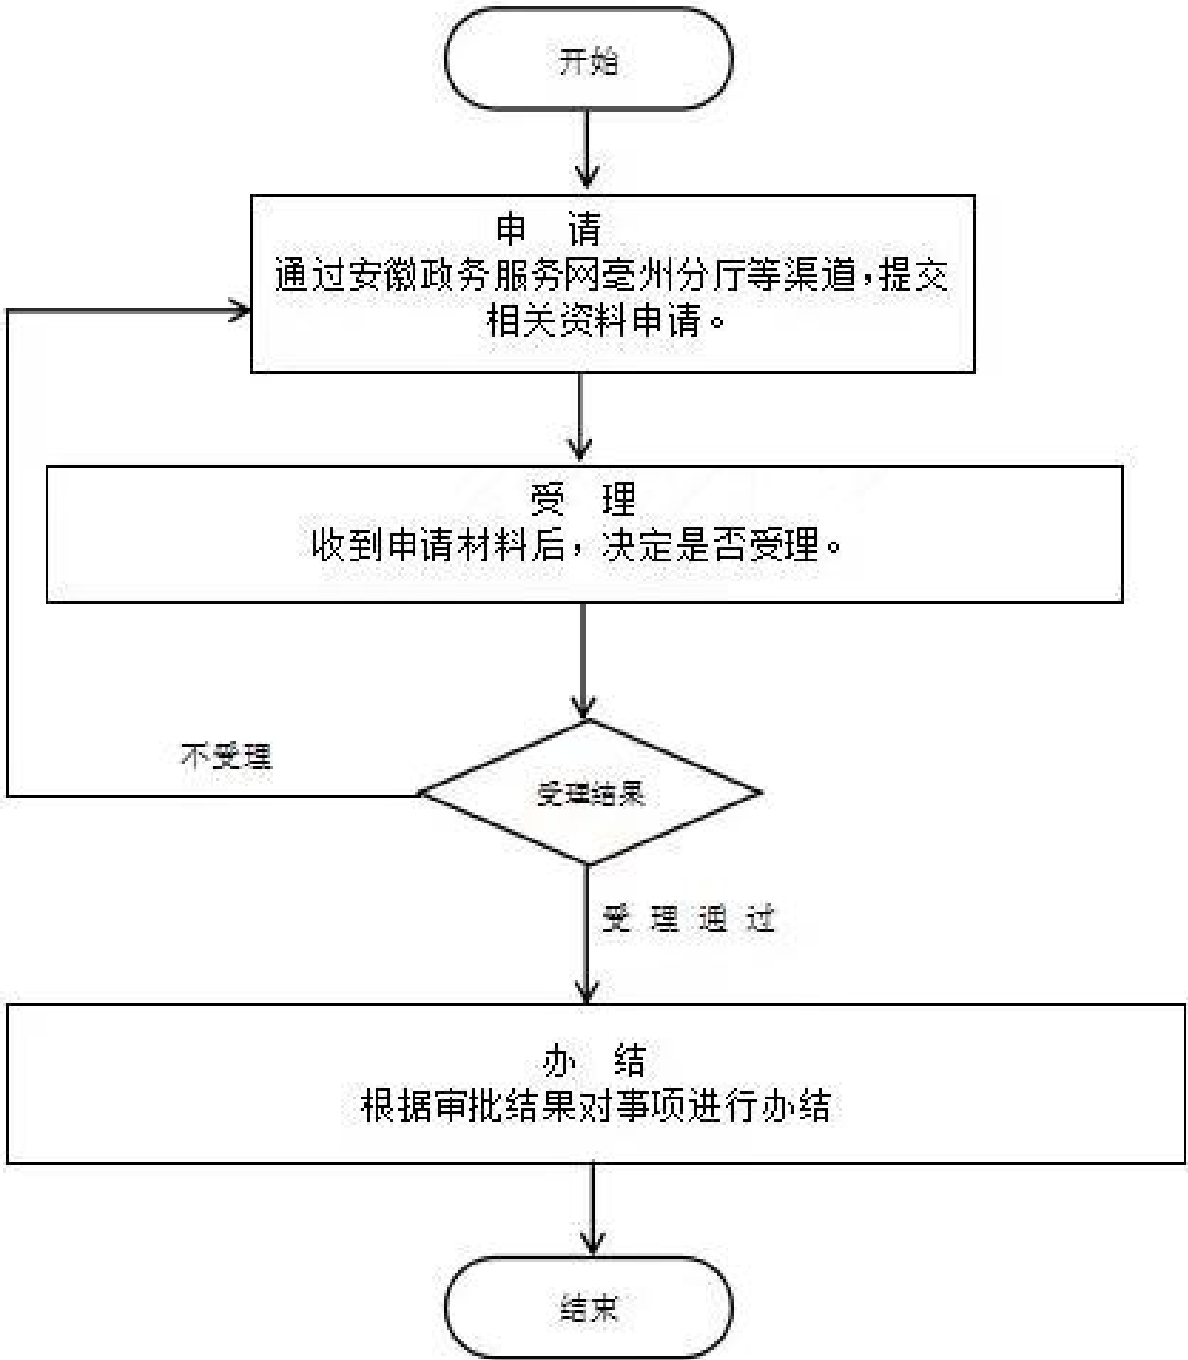 开始
申 请
通过安徽政务服务网亳州分厅等渠道，提交
相关资料申请。
受 理
收到申请材料后，决定是否受理。
不受理
受理结果
受 理 通 过
办 结
根据审批结果对事项进行办结
结束